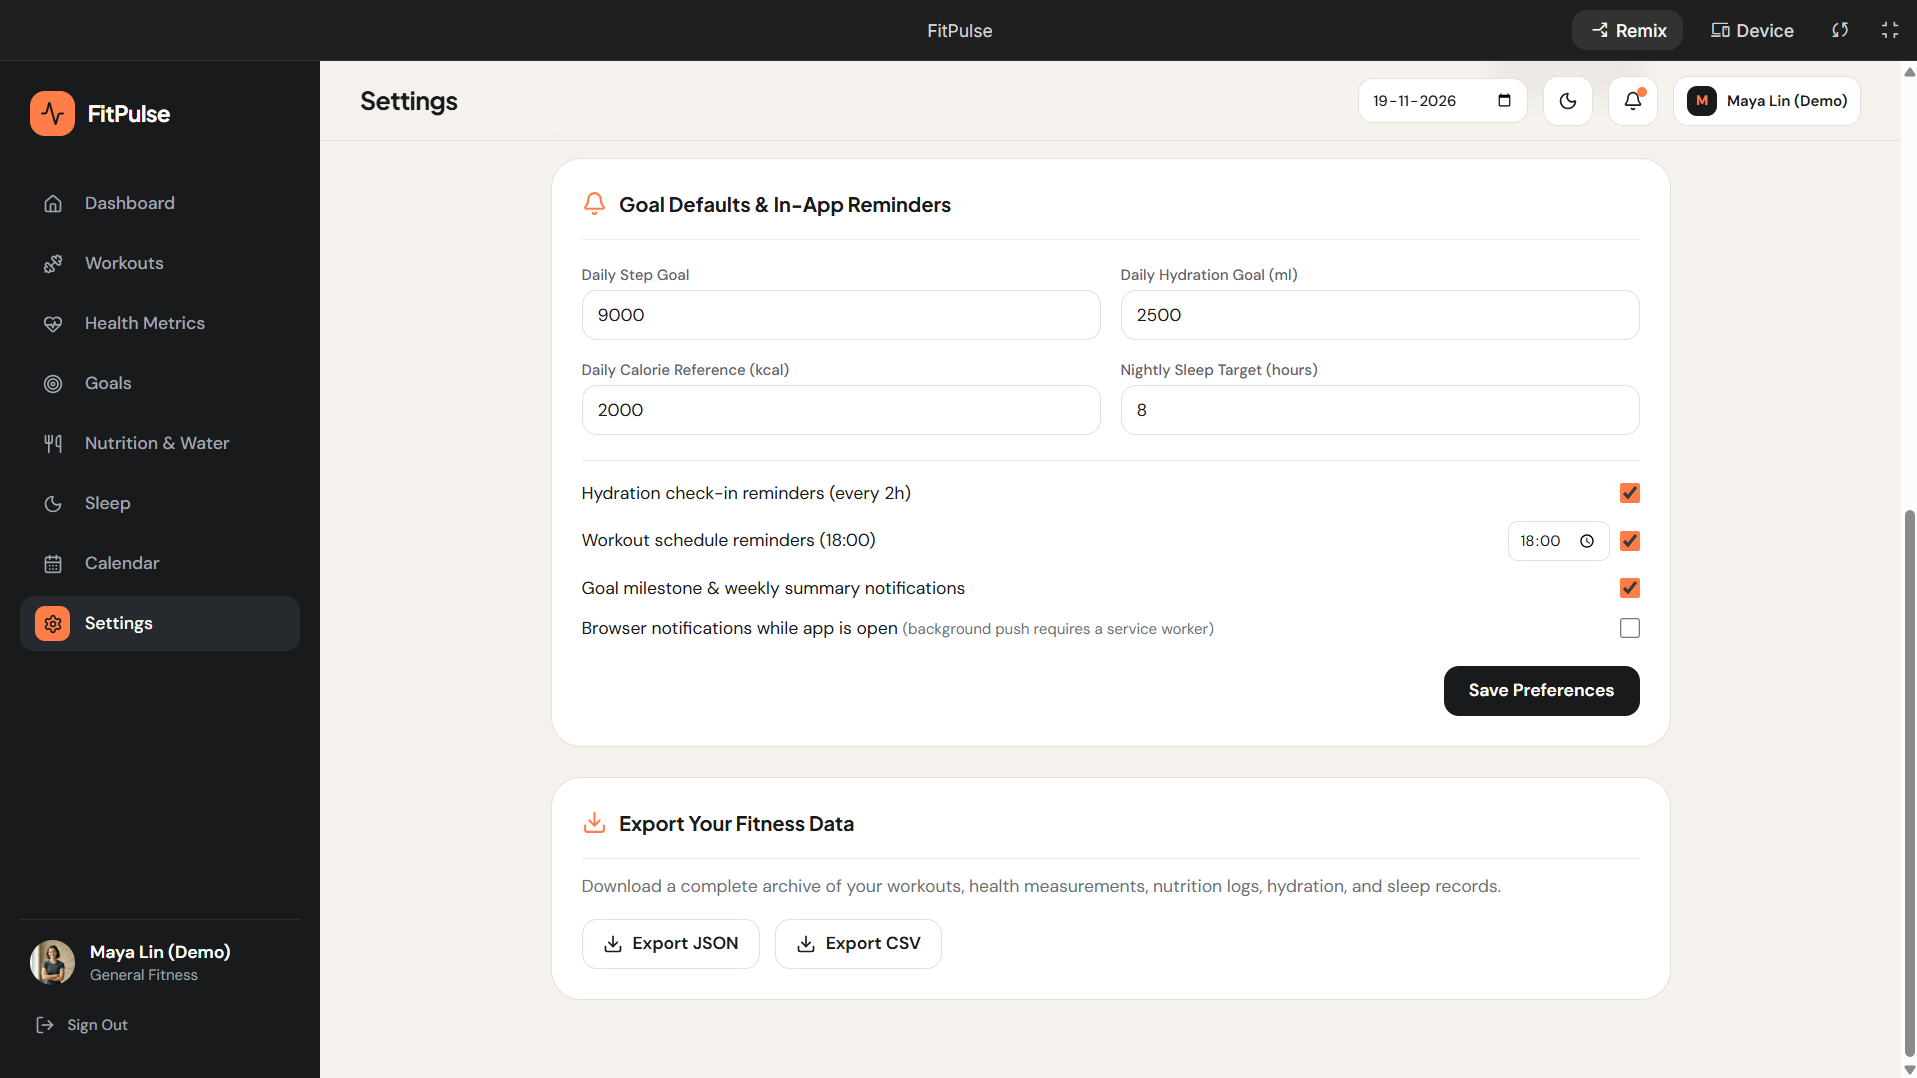 FitPulse
Remix
Device
FitPulse
Dashboard
Workouts
Health Metrics
Goals
Nutrition & Water
Sleep
Calendar
Settings
Maya Lin (Demo)
General Fitness
Sign Out
Settings
19-11-2026
M
Maya Lin (Demo)
Goal Defaults & In-App Reminders
Daily Step Goal
9000
Daily Hydration Goal (ml)
2500
Daily Calorie Reference (kcal)
2000
Nightly Sleep Target (hours)
8
Hydration check-in reminders (every 2h)
Workout schedule reminders (18:00)
18:00
Goal milestone & weekly summary notifications
Browser notifications while app is open (background push requires a service worker)
Save Preferences
Export Your Fitness Data
Download a complete archive of your workouts, health measurements, nutrition logs, hydration, and sleep records.
Export JSON
Export CSV